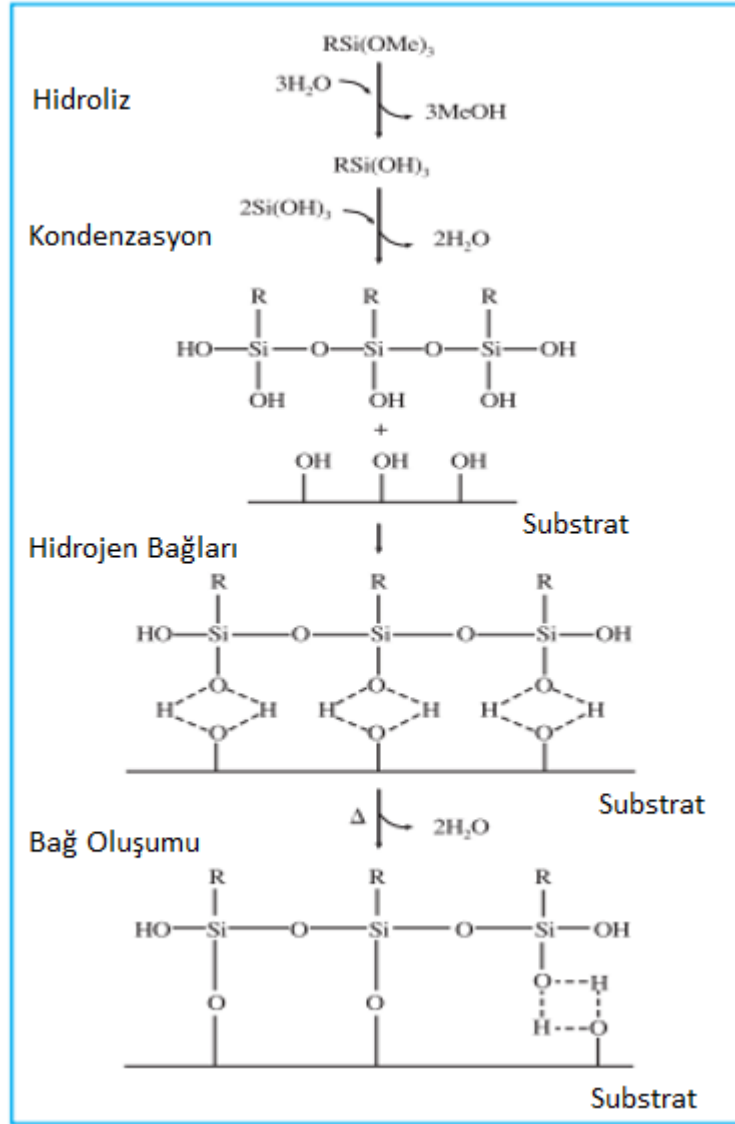 RSi(OMe)₃
Hidroliz
3H₂O
3MeOH
RSi(OH)₃
2Si(OH)₃
Kondenzasyon
2H₂O
R R R
HO—Si—O—Si—O—Si—OH
OH OH OH
+
OH OH OH
Substrat
Hidrojen Bağları
R R R
HO—Si—O—Si—O—Si—OH
O O O
H H H H H H
O O O
Substrat
Δ 2H₂O
Bağ Oluşumu
R R R
HO—Si—O—Si—O—Si—OH
O---H
O O
H---O
Substrat